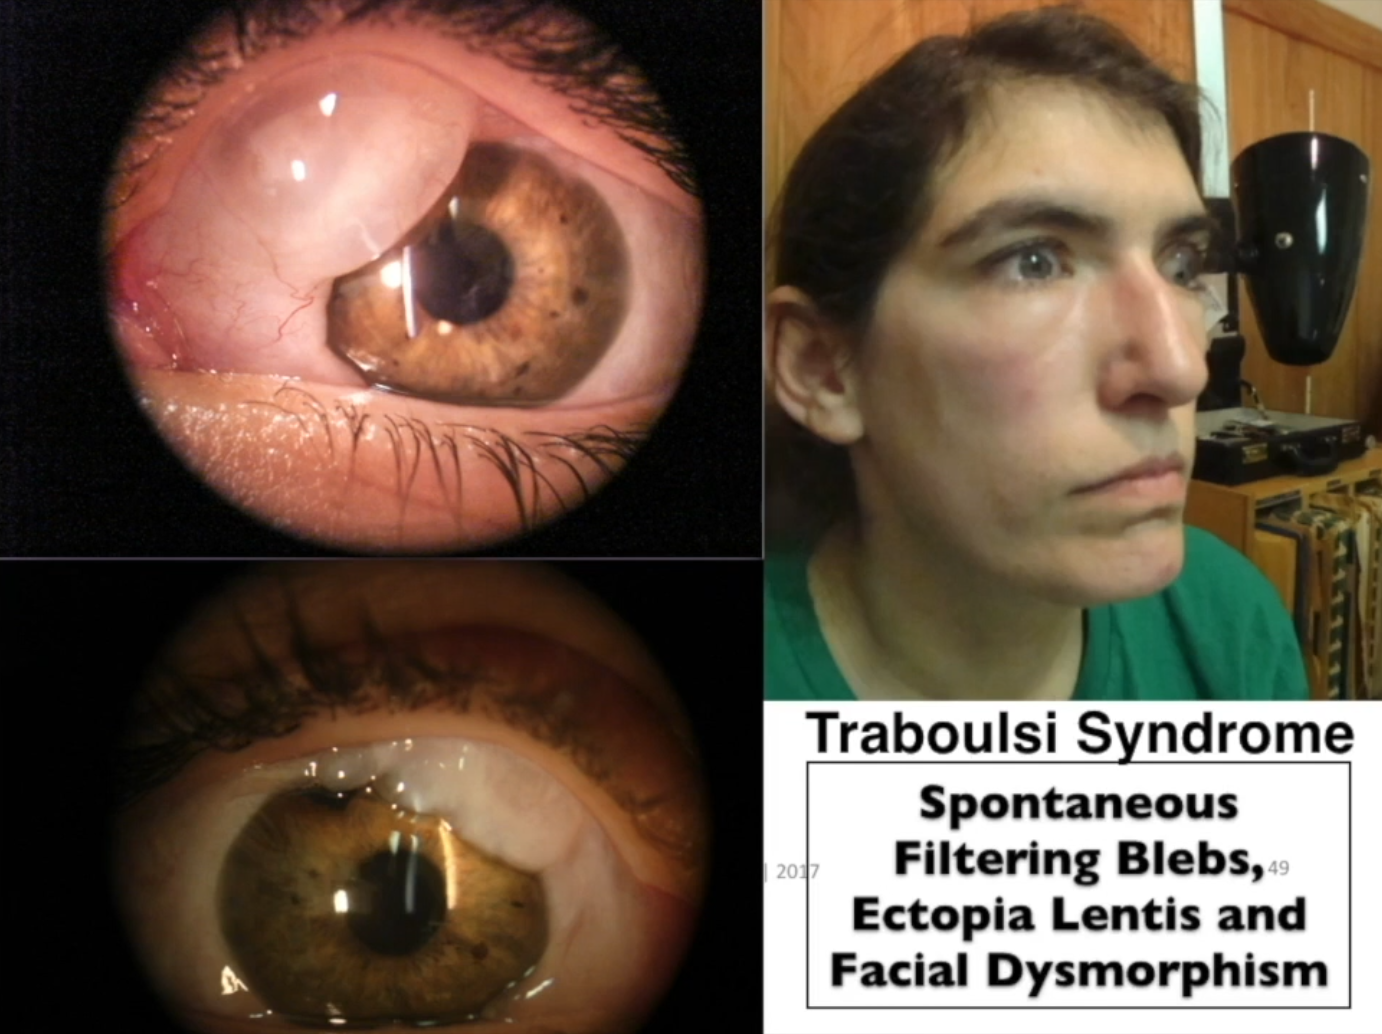 Traboulsi Syndrome
Spontaneous
Filtering Blebs,
Ectopia Lentis and
Facial Dysmorphism
| 2017
49